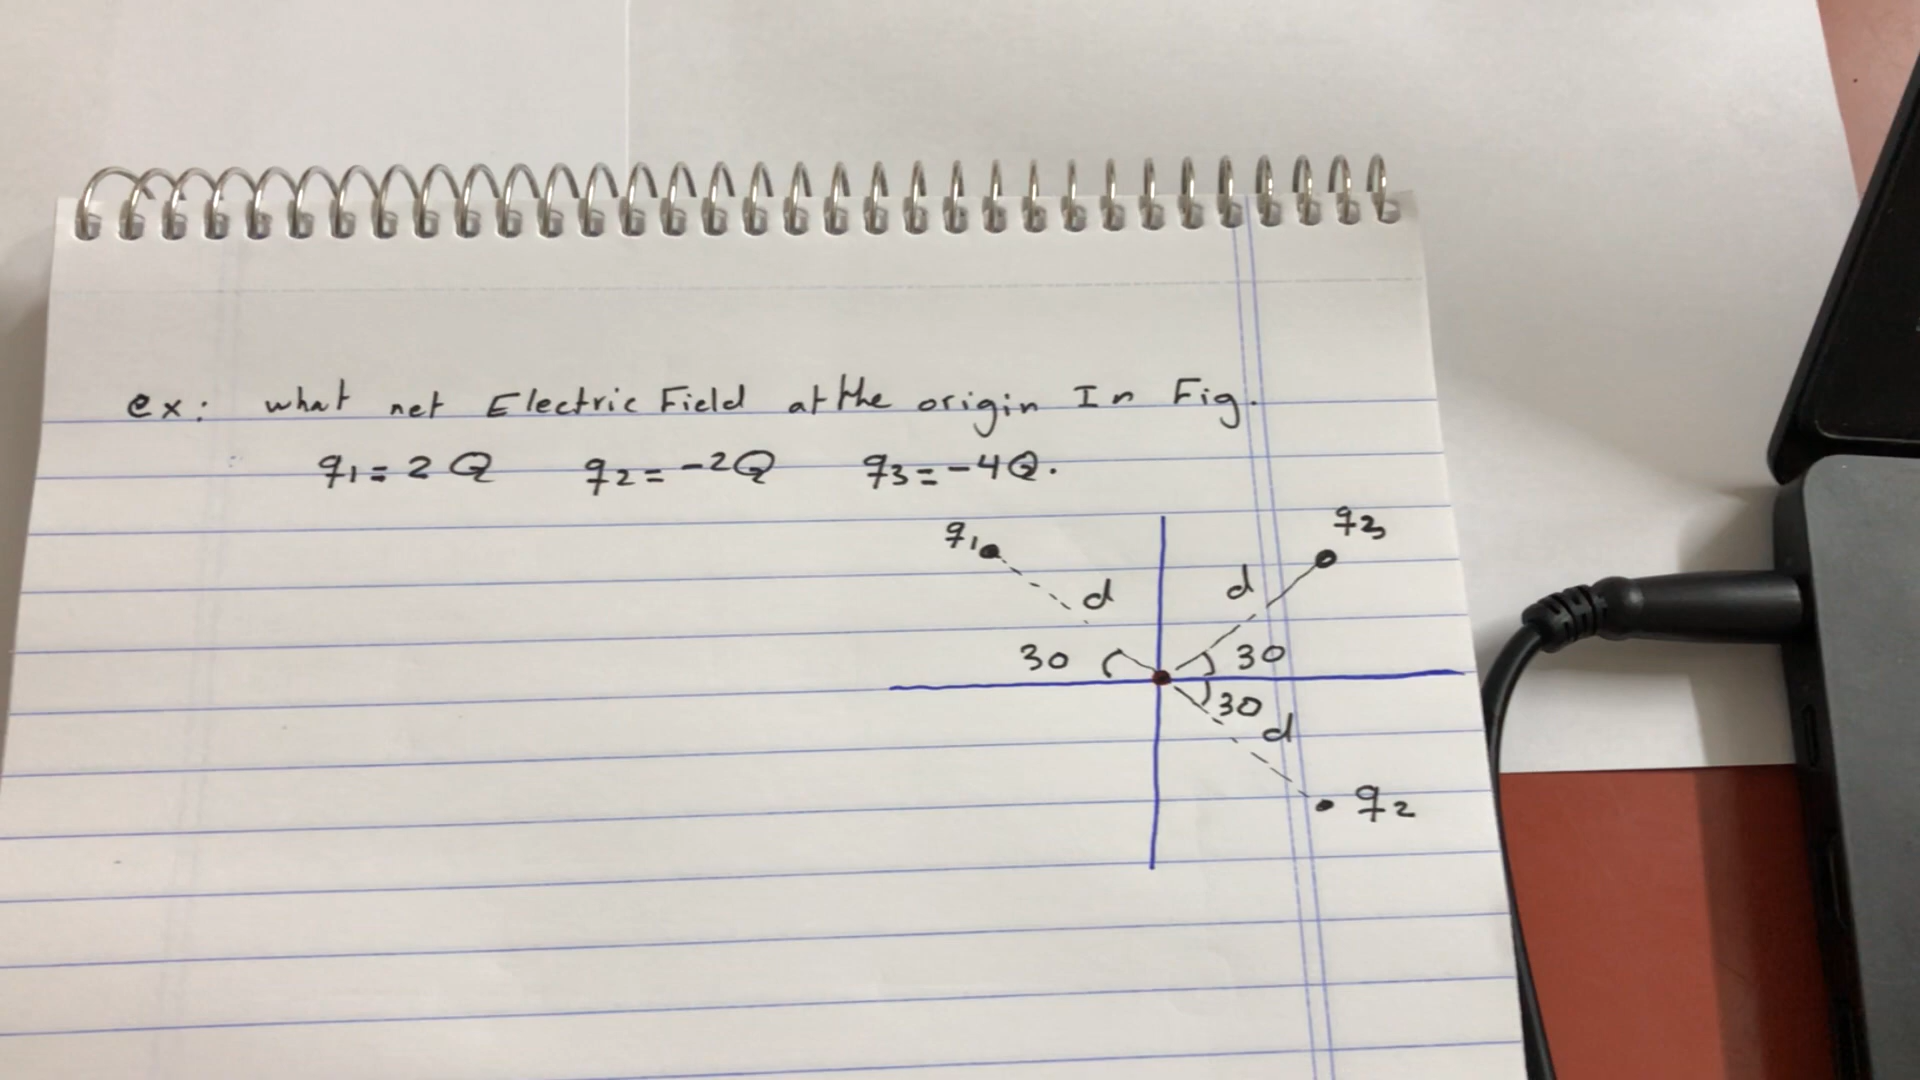 ex: what net Electric Field at the origin In Fig.
q1 = 2Q q2 = -2Q q3 = -4Q.
q1 q3
d d
30 30
30
d
q2